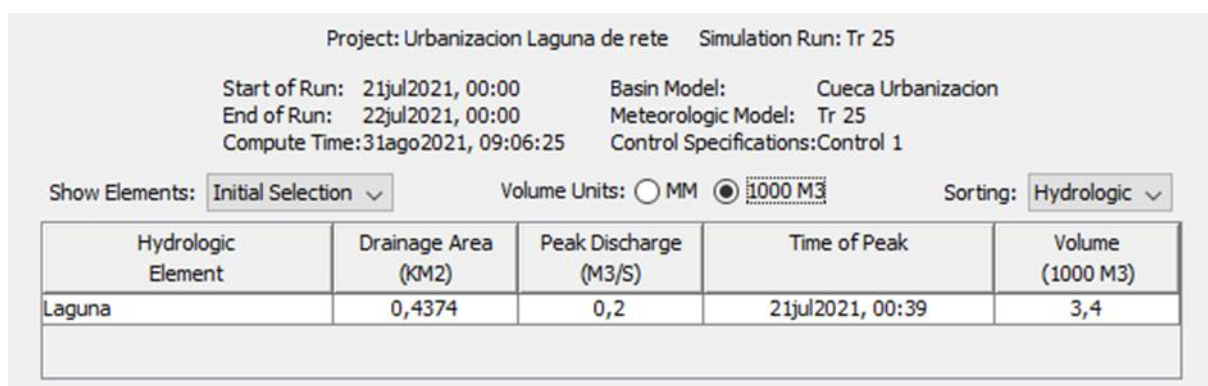 Project: Urbanizacion Laguna de rete Simulation Run: Tr 25
Start of Run: 21jul2021, 00:00 Basin Model: Cueca Urbanizacion
End of Run: 22jul2021, 00:00 Meteorologic Model: Tr 25
Compute Time:31ago2021, 09:06:25 Control Specifications:Control 1
Show Elements: Initial Selection Volume Units: MM 1000 M3 Sorting: Hydrologic
Hydrologic Drainage Area Peak Discharge Time of Peak Volume
Element (KM2) (M3/S) (1000 M3)
Laguna 0,4374 0,2 21jul2021, 00:39 3,4